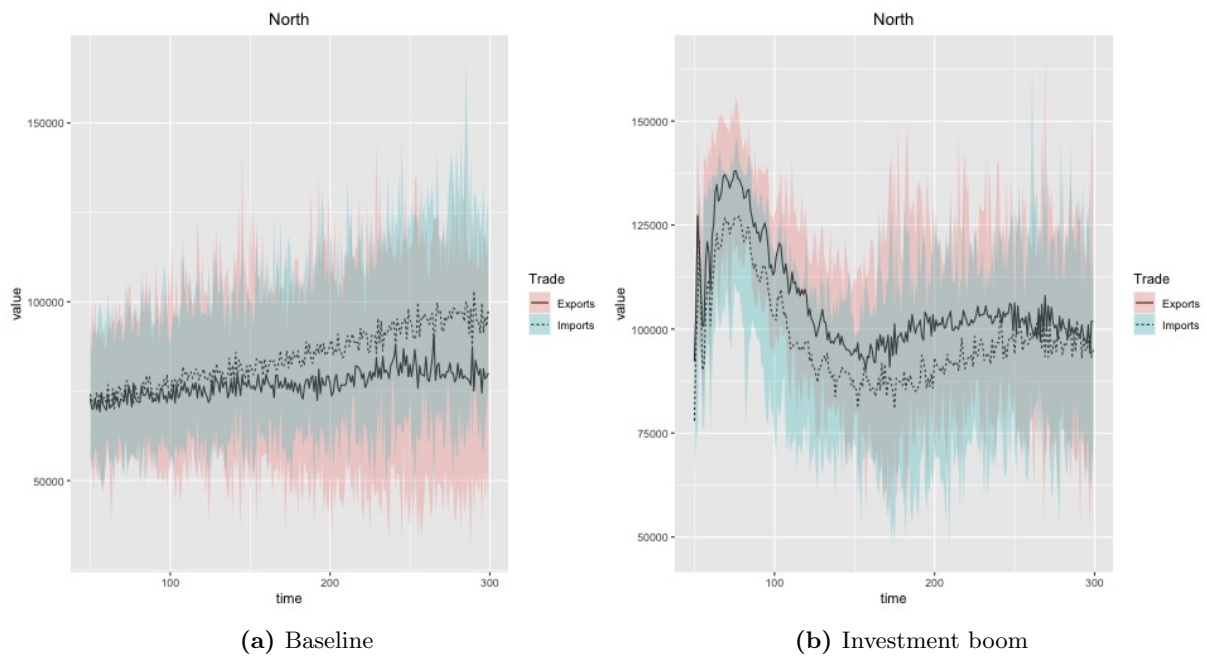 North
150000
100000
50000
value
100
200
300
time
Trade
Exports
Imports
(a) Baseline
North
150000
125000
100000
75000
50000
value
100
200
300
time
Trade
Exports
Imports
(b) Investment boom